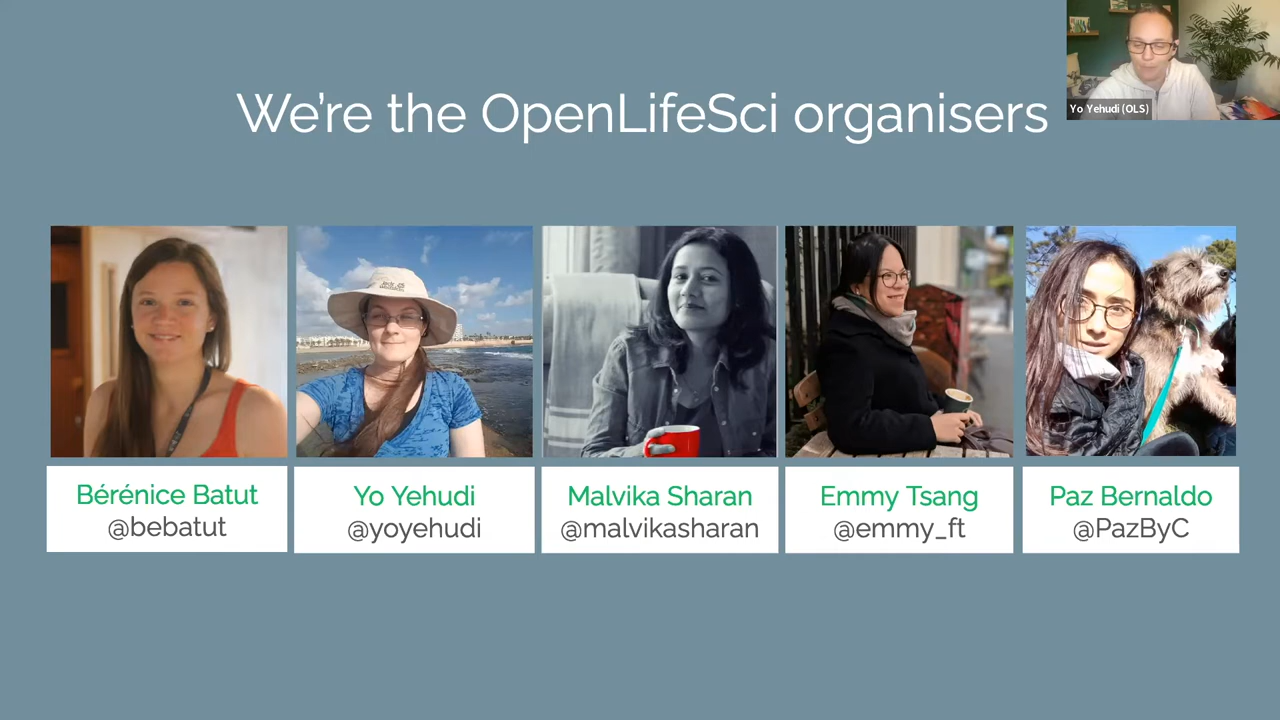 We're the OpenLifeSci organisers
Yo Yehudi (OLS)
Bérénice Batut
@bebatut
Yo Yehudi
@yoyehudi
Malvika Sharan
@malvikasharan
Emmy Tsang
@emmy_ft
Paz Bernaldo
@PazByC